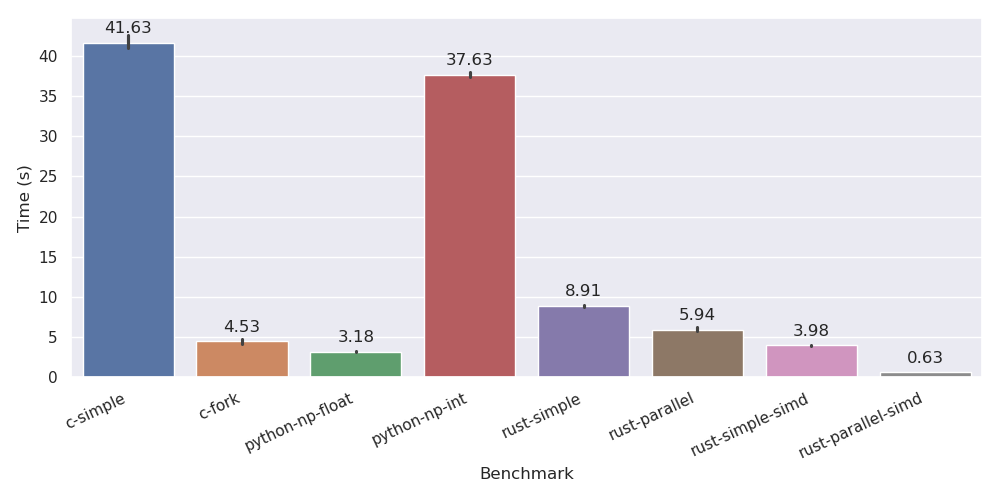 41.63
4.53
3.18
37.63
8.91
5.94
3.98
0.63
Time (s)
40
35
30
25
20
15
10
5
0
c-simple
c-fork
python-np-float
python-np-int
rust-simple
rust-parallel
rust-simple-simd
rust-parallel-simd
Benchmark